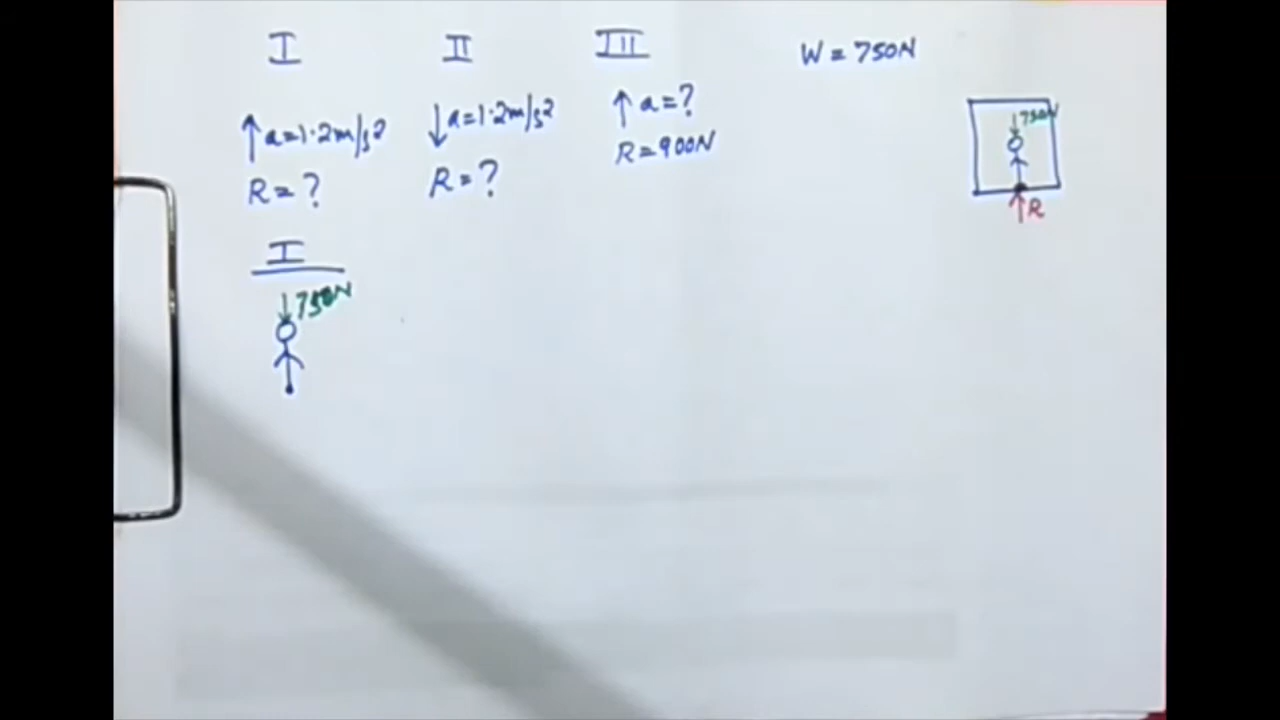 I II III W = 750N
↑ a=1.2m/s² ↓ a=1.2m/s² ↑ a=?
R = ? R = ? R = 900N
750N
R
I
750N